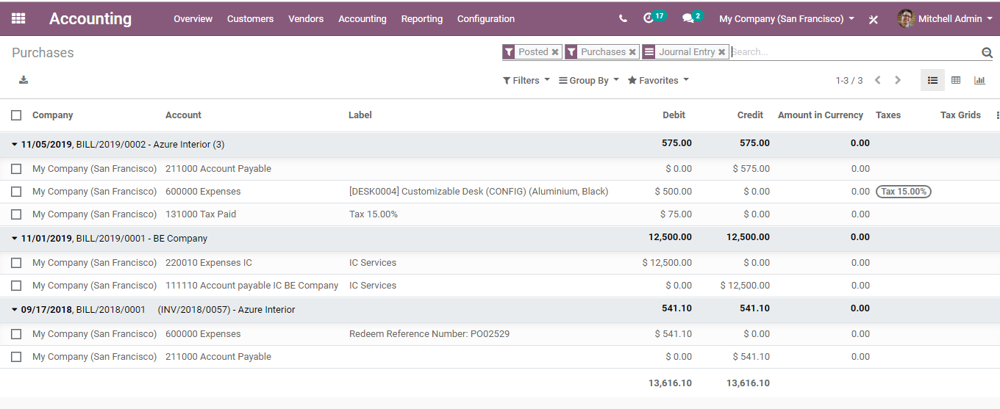 Accounting Overview Customers Vendors Accounting Reporting Configuration 17 2 My Company (San Francisco) Mitchell Admin
Purchases Posted Purchases Journal Entry Search...
Filters Group By Favorites 1-3 / 3
Company Account Label Debit Credit Amount in Currency Taxes Tax Grids
11/05/2019, BILL/2019/0002 - Azure Interior (3) 575.00 575.00 0.00
My Company (San Francisco) 211000 Account Payable $ 0.00 $ 575.00 0.00
My Company (San Francisco) 600000 Expenses [DESK0004] Customizable Desk (CONFIG) (Aluminium, Black) $ 500.00 $ 0.00 0.00 Tax 15.00%
My Company (San Francisco) 131000 Tax Paid Tax 15.00% $ 75.00 $ 0.00 0.00
11/01/2019, BILL/2019/0001 - BE Company 12,500.00 12,500.00 0.00
My Company (San Francisco) 220010 Expenses IC IC Services $ 12,500.00 $ 0.00 0.00
My Company (San Francisco) 111110 Account payable IC BE Company IC Services $ 0.00 $ 12,500.00 0.00
09/17/2018, BILL/2018/0001 (INV/2018/0057) - Azure Interior 541.10 541.10 0.00
My Company (San Francisco) 600000 Expenses Redeem Reference Number: PO02529 $ 541.10 $ 0.00 0.00
My Company (San Francisco) 211000 Account Payable $ 0.00 $ 541.10 0.00
13,616.10 13,616.10